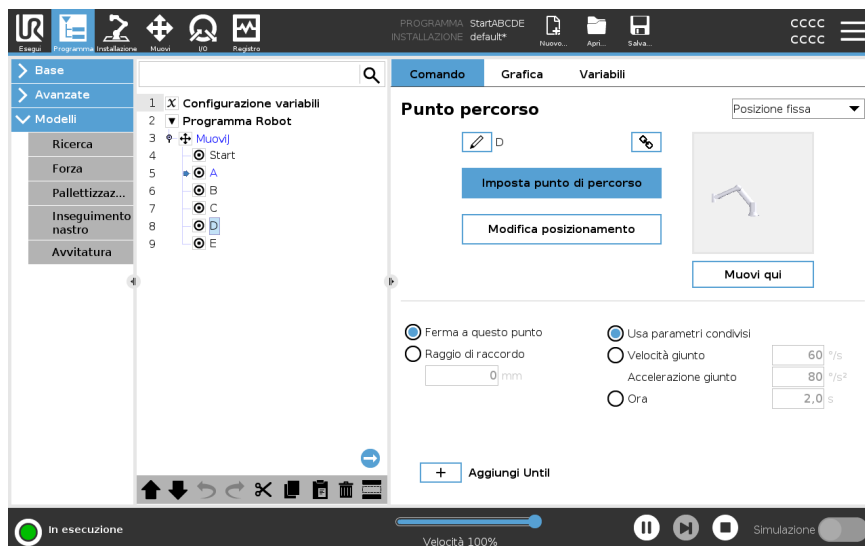 PROGRAMMA StartABCDE
INSTALLAZIONE default*
CCCC
CCCC
Esegui
Programma
Installazione
Muovi
I/O
Registro
Nuovo...
Apri...
Salva...
Base
Avanzate
Modelli
Ricerca
Forza
Pallettizzaz...
Inseguimento
nastro
Avvitatura
1 X Configurazione variabili
2 Programma Robot
3 MuoviJ
4 Start
5 A
6 B
7 C
8 D
9 E
Comando Grafica Variabili
Punto percorso
Posizione fissa
D
Imposta punto di percorso
Modifica posizionamento
Muovi qui
Ferma a questo punto
Raggio di raccordo
0 mm
Usa parametri condivisi
Velocità giunto 60 °/s
Accelerazione giunto 80 °/s²
Ora 2,0 s
+ Aggiungi Until
In esecuzione
Velocità 100%
Simulazione